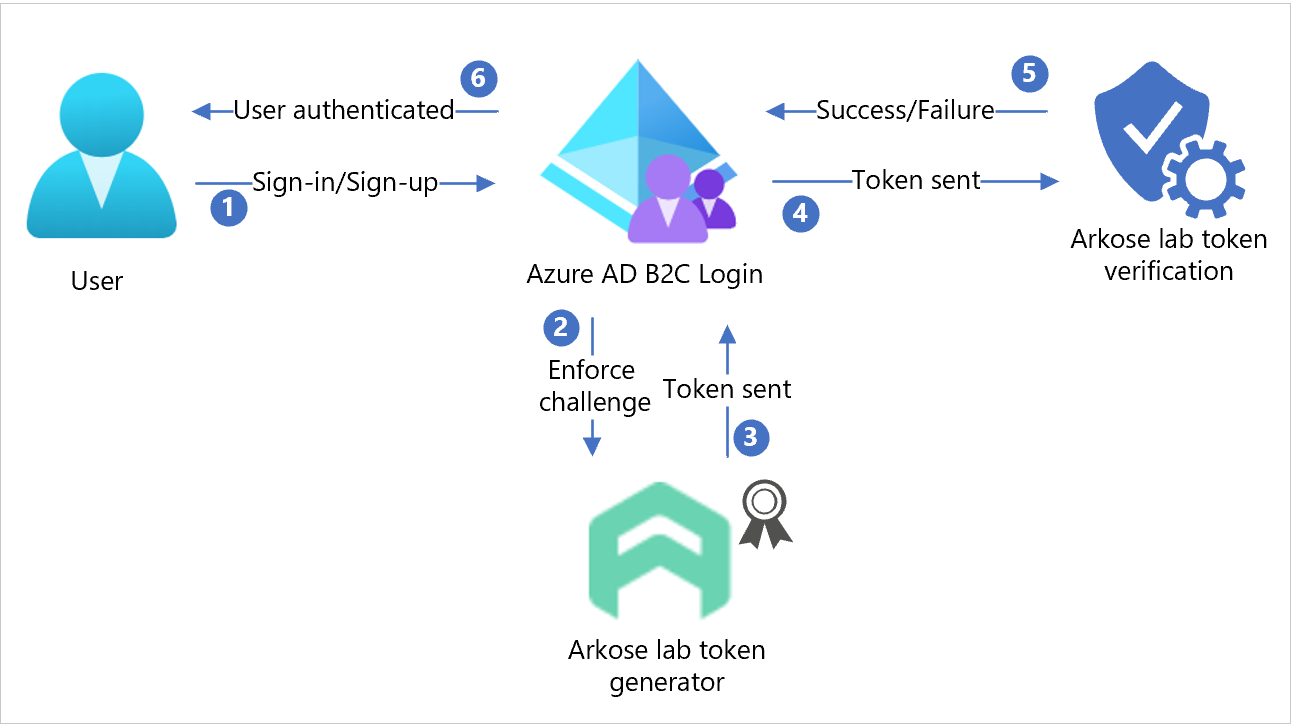 6
5
User authenticated
Success/Failure
Sign-in/Sign-up
Token sent
1
4
Arkose lab token
verification
User
Azure AD B2C Login
2
Enforce
challenge
Token sent
3
Arkose lab token
generator